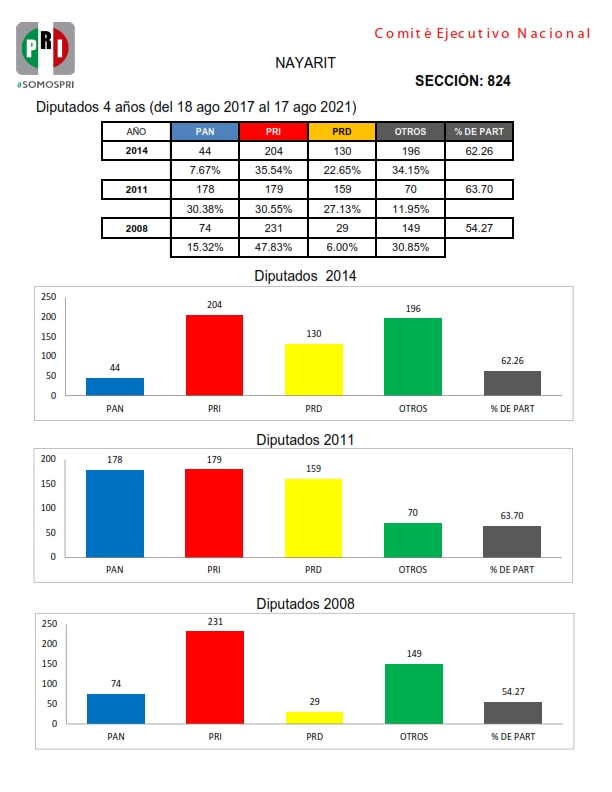 Comité Ejecutivo Nacional
PRI
#SOMOSPRI
NAYARIT
SECCIÓN: 824
Diputados 4 años (del 18 ago 2017 al 17 ago 2021)
AÑO PAN PRI PRD OTROS % DE PART
2014 44 204 130 196 62.26
7.67% 35.54% 22.65% 34.15%
2011 178 179 159 70 63.70
30.38% 30.55% 27.13% 11.95%
2008 74 231 29 149 54.27
15.32% 47.83% 6.00% 30.85%
Diputados 2014
250
200
150
100
50
0
44 204 130 196 62.26
PAN PRI PRD OTROS % DE PART
Diputados 2011
200
150
100
50
0
178 179 159 70 63.70
PAN PRI PRD OTROS % DE PART
Diputados 2008
250
200
150
100
50
0
74 231 29 149 54.27
PAN PRI PRD OTROS % DE PART